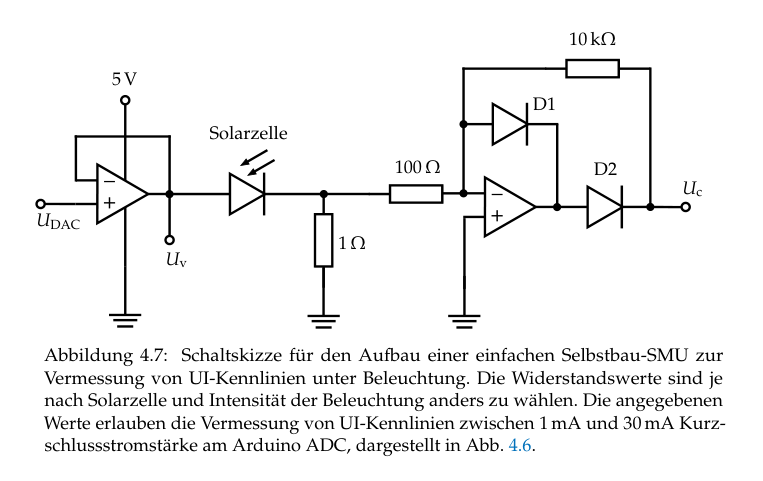 10 kΩ
5 V
D1
Solarzelle
100 Ω
D2
−
+
U_DAC
−
+
U_c
U_v
1 Ω
Abbildung 4.7: Schaltskizze für den Aufbau einer einfachen Selbstbau-SMU zur
Vermessung von UI-Kennlinien unter Beleuchtung. Die Widerstandswerte sind je
nach Solarzelle und Intensität der Beleuchtung anders zu wählen. Die angegebenen
Werte erlauben die Vermessung von UI-Kennlinien zwischen 1 mA und 30 mA Kurz-
schlussstromstärke am Arduino ADC, dargestellt in Abb. 4.6.